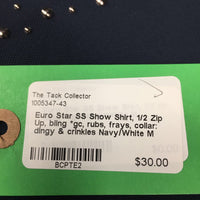 The Tack Collector
1005347-43
Euro Star SS Show Shirt, 1/2 Zip
Up, bling *gc, rubs, frays, collar:
dingy & crinkles Navy/White M
BCPTE2
$30.00